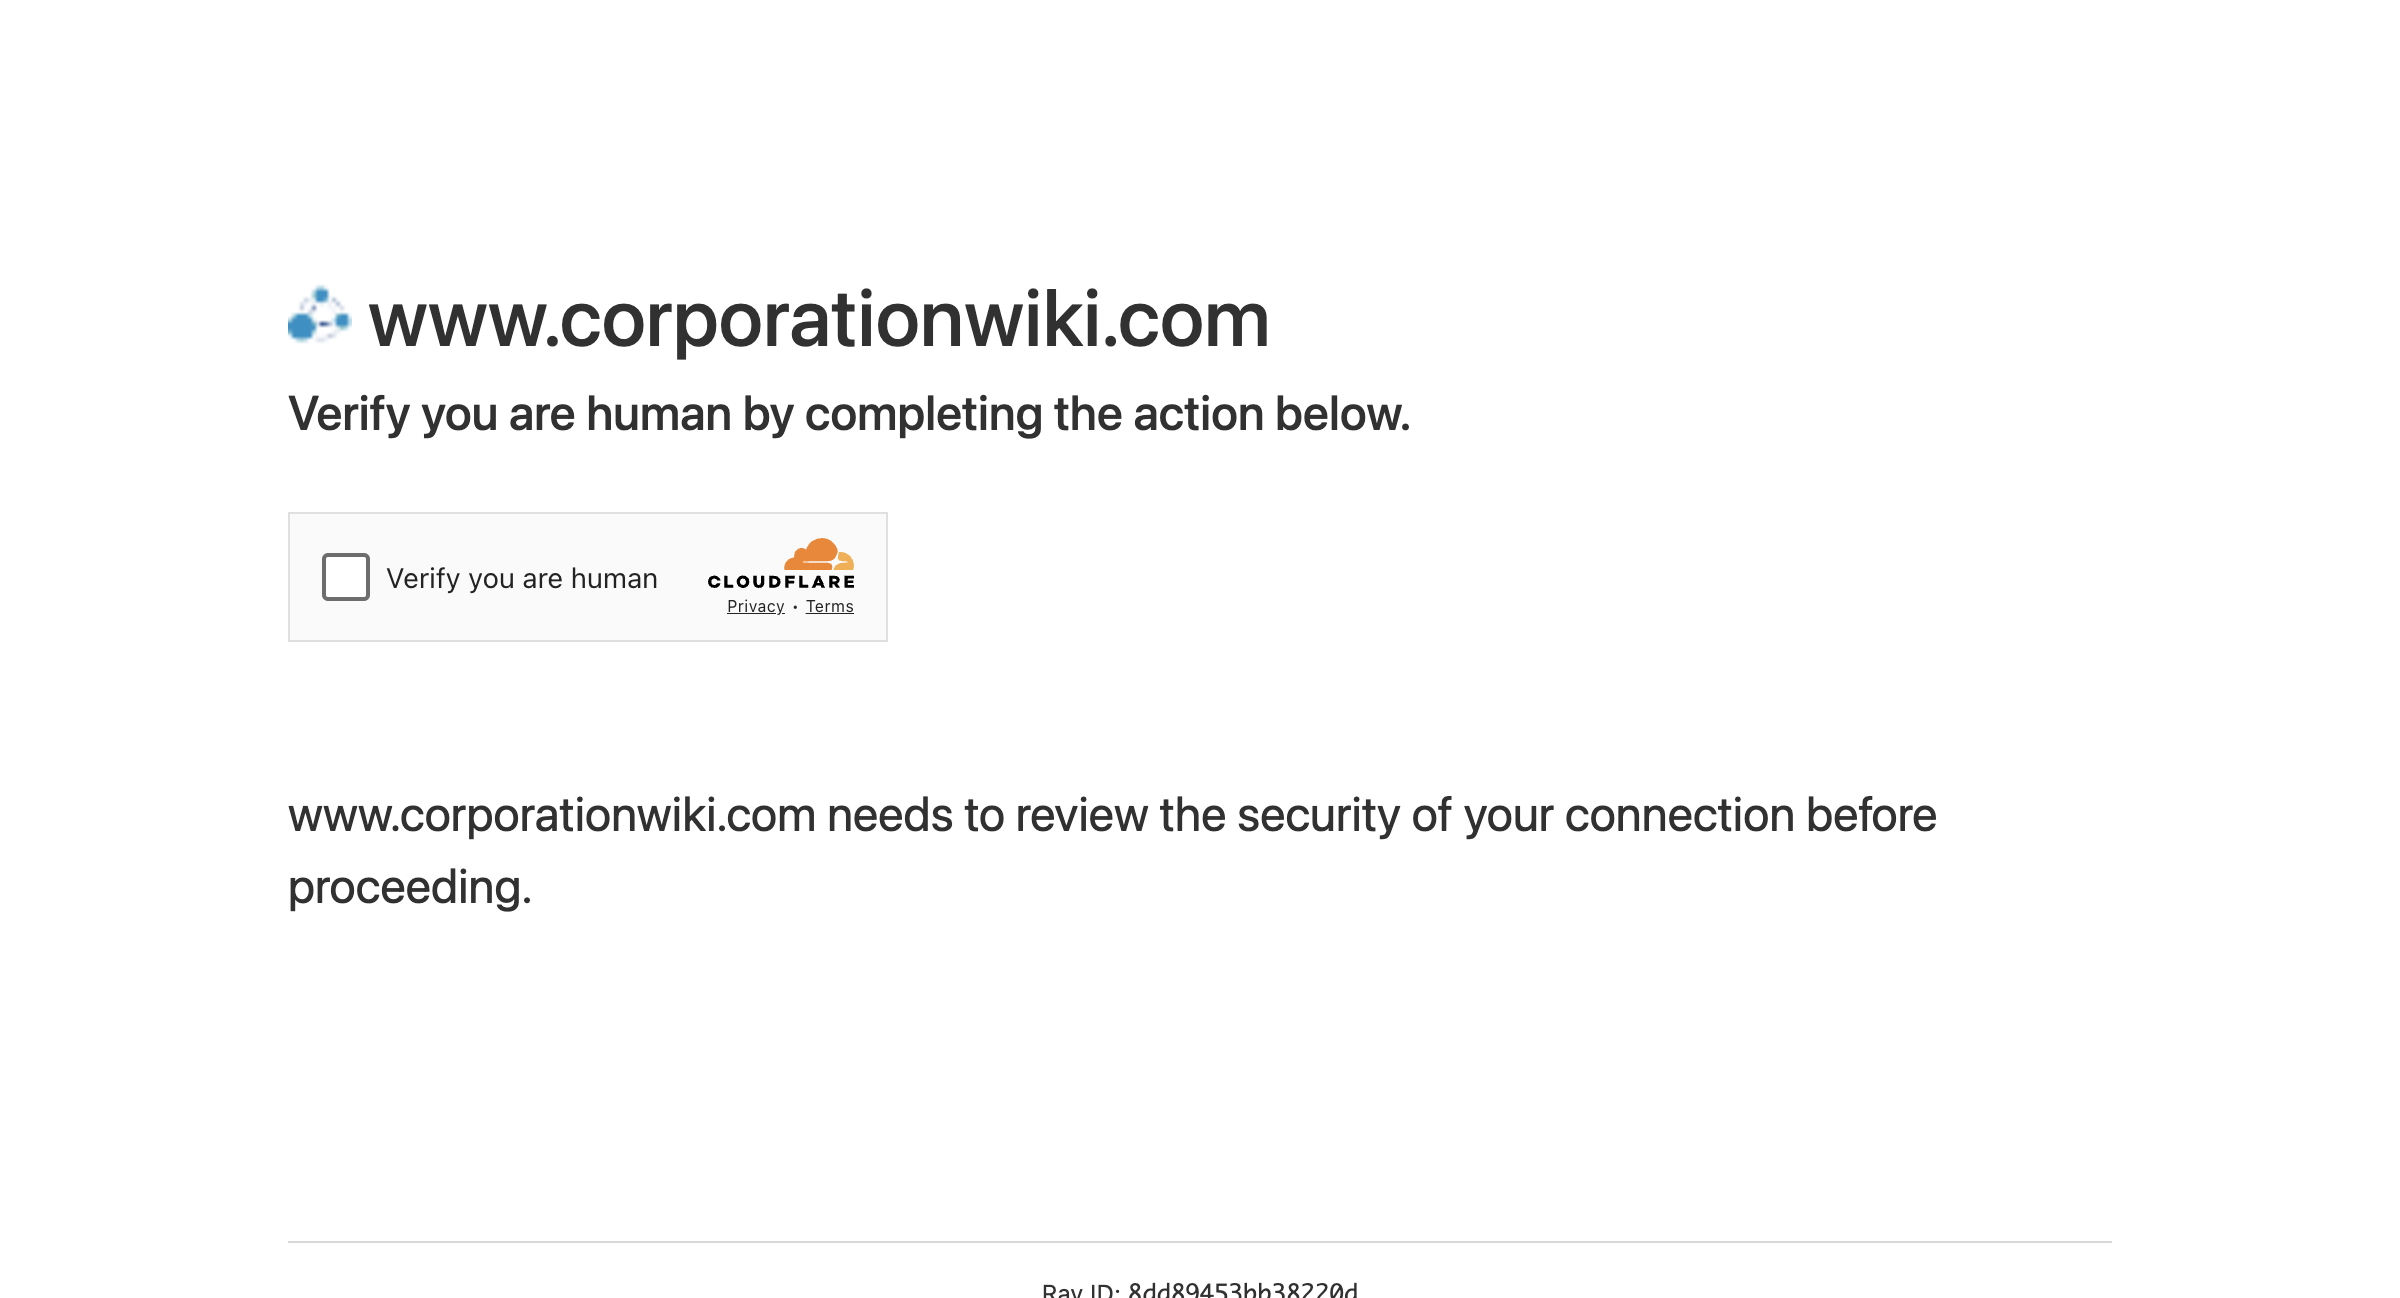 www.corporationwiki.com
Verify you are human by completing the action below.
Verify you are human
CLOUDFLARE
Privacy • Terms
www.corporationwiki.com needs to review the security of your connection before
proceeding.
Ray ID: 8dd89453bb38220d